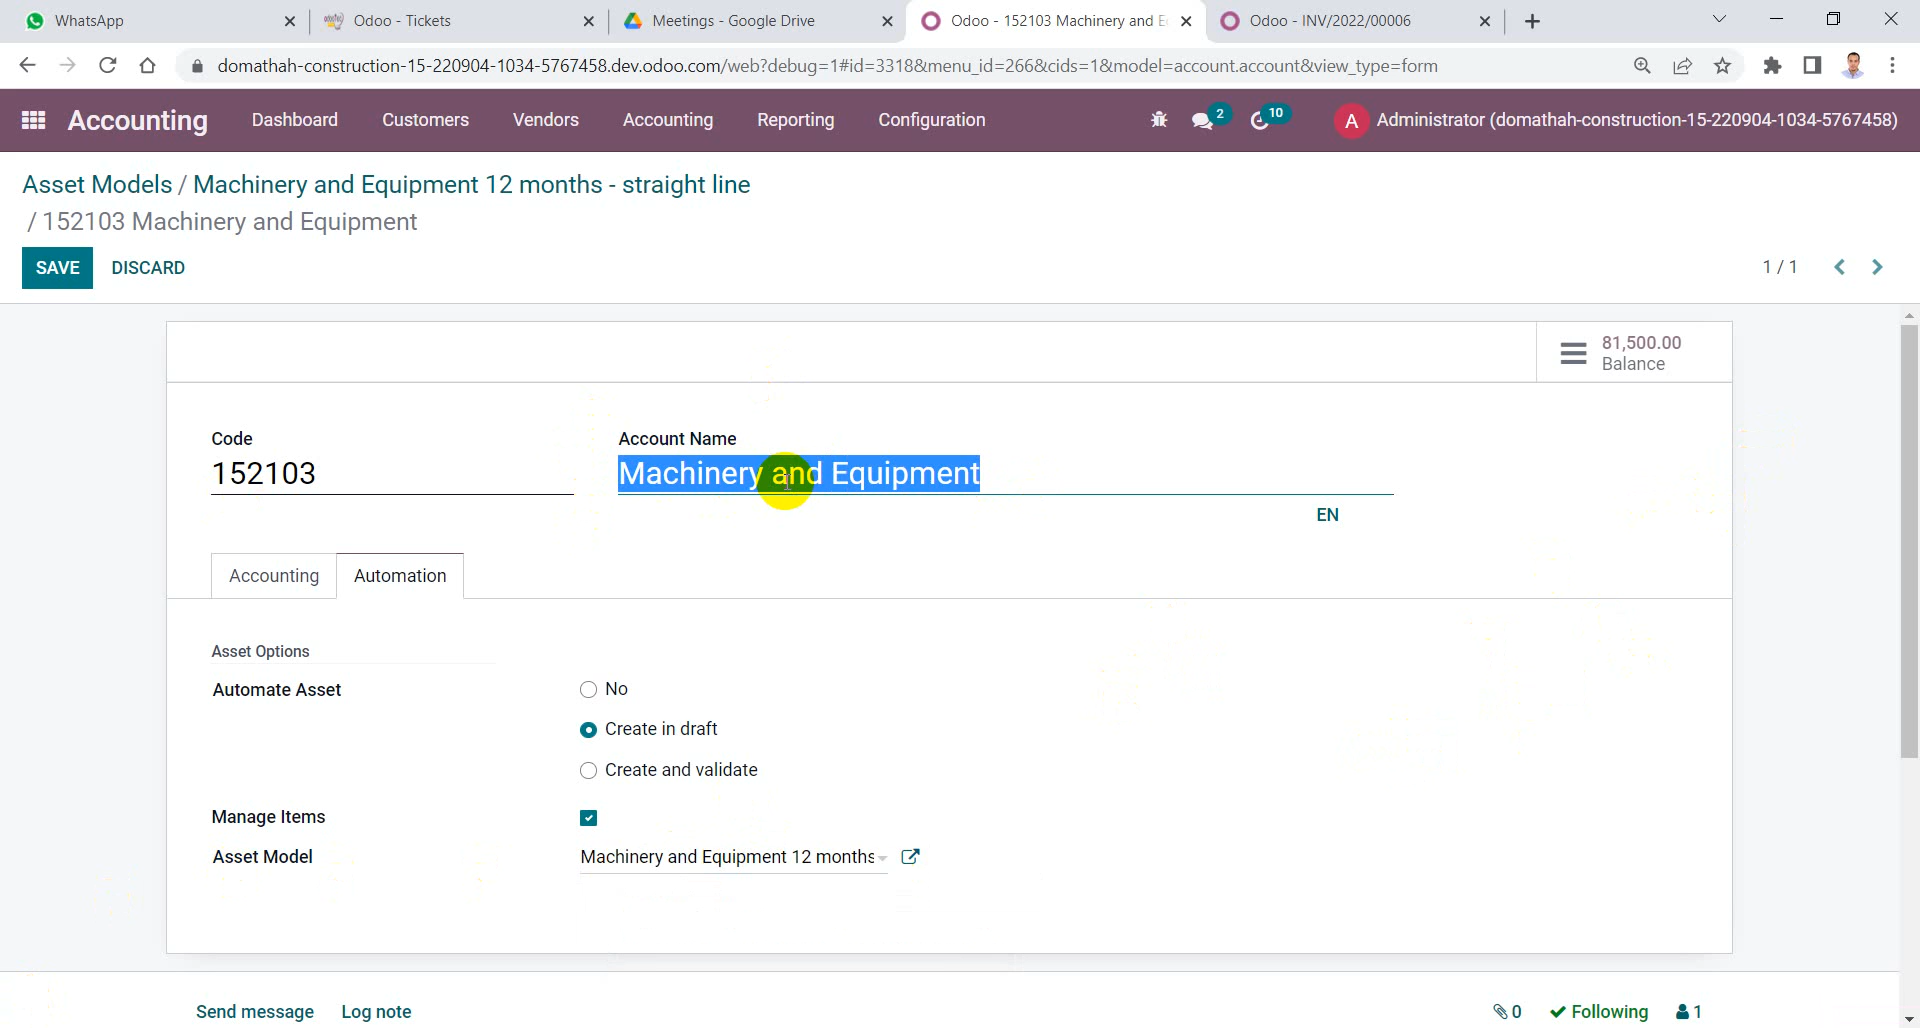 WhatsApp
Odoo - Tickets
Meetings - Google Drive
Odoo - 152103 Machinery and E
Odoo - INV/2022/00006
domathah-construction-15-220904-1034-5767458.dev.odoo.com/web?debug=1#id=3318&menu_id=266&cids=1&model=account.account&view_type=form
Accounting
Dashboard
Customers
Vendors
Accounting
Reporting
Configuration
2
10
A
Administrator (domathah-construction-15-220904-1034-5767458)
Asset Models / Machinery and Equipment 12 months - straight line
/ 152103 Machinery and Equipment
SAVE
DISCARD
1 / 1
81,500.00
Balance
Code
Account Name
152103
Machinery and Equipment
EN
Accounting
Automation
Asset Options
Automate Asset
No
Create in draft
Create and validate
Manage Items
Asset Model
Machinery and Equipment 12 months
Send message
Log note
0
Following
1